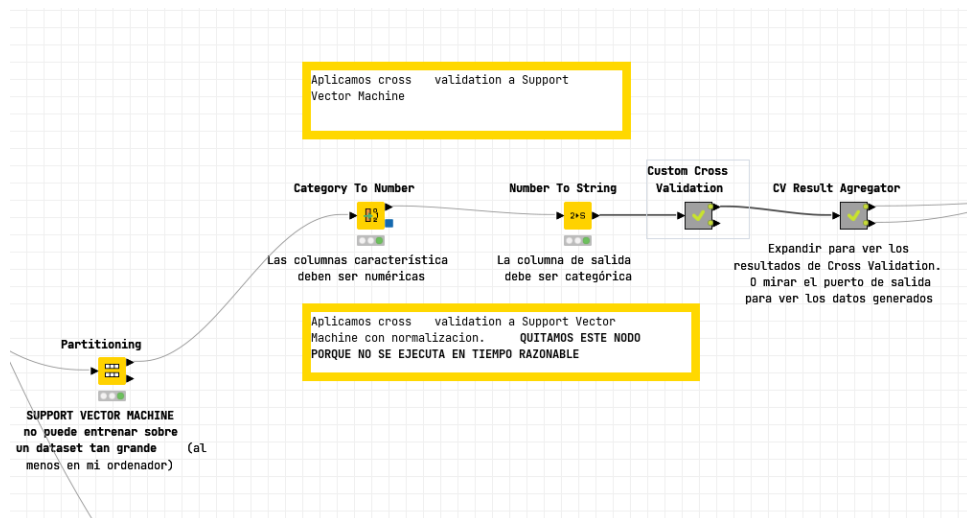 Aplicamos cross validation a Support
Vector Machine
Custom Cross
Validation
Category To Number
Number To String
CV Result Agregator
Las columnas característica
deben ser numéricas
La columna de salida
debe ser categórica
Expandir para ver los
resultados de Cross Validation.
O mirar el puerto de salida
para ver los datos generados
Aplicamos cross validation a Support Vector
Machine con normalizacion. QUITAMOS ESTE NODO
PORQUE NO SE EJECUTA EN TIEMPO RAZONABLE
Partitioning
SUPPORT VECTOR MACHINE
no puede entrenar sobre
un dataset tan grande (al
menos en mi ordenador)